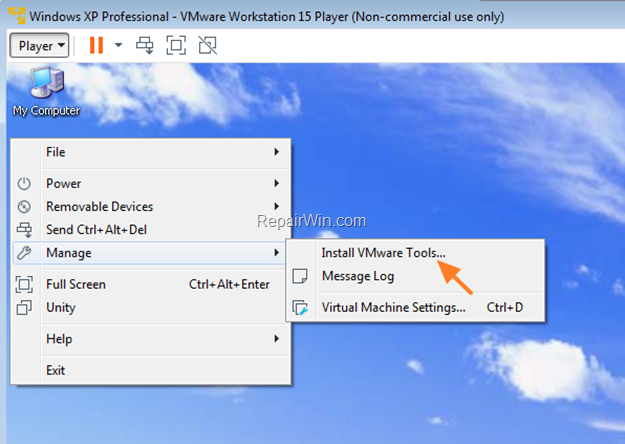 Windows XP Professional - VMware Workstation 15 Player (Non-commercial use only)
Player
My Computer
File
Power
Removable Devices
Send Ctrl+Alt+Del
RepairWin.com
Manage
Install VMware Tools...
Message Log
Full Screen Ctrl+Alt+Enter
Unity
Virtual Machine Settings... Ctrl+D
Help
Exit